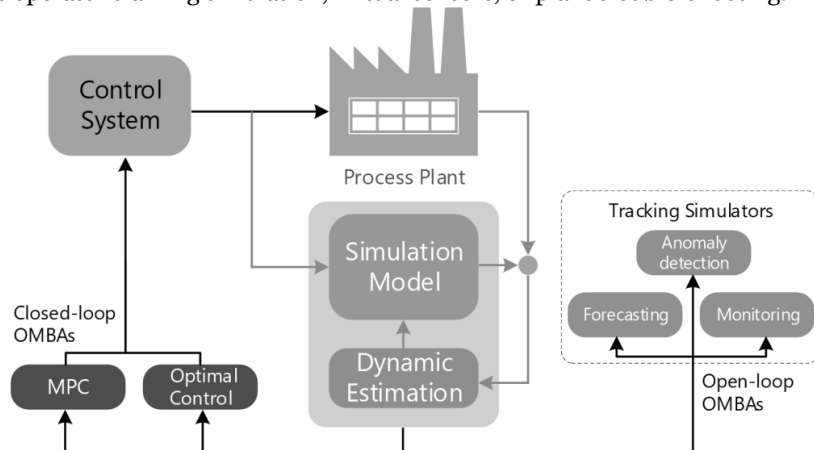 Control
System
Process Plant
Simulation
Model
Dynamic
Estimation
Tracking Simulators
Anomaly
detection
Forecasting
Monitoring
Closed-loop
OMBAs
MPC
Optimal
Control
Open-loop
OMBAs